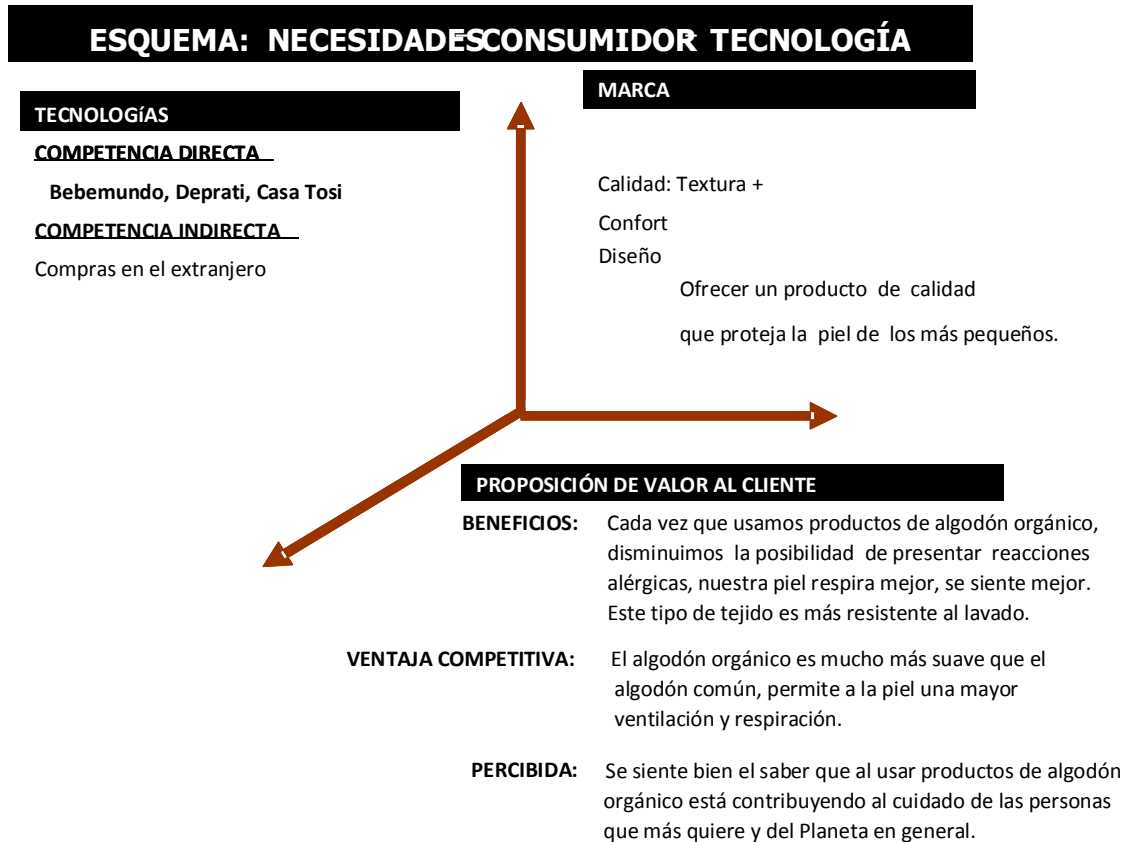 ESQUEMA: NECESIDADES-CONSUMIDOR- TECNOLOGÍA
TECNOLOGíAS
COMPETENCIA DIRECTA
Bebemundo, Deprati, Casa Tosi
COMPETENCIA INDIRECTA
Compras en el extranjero
MARCA
Calidad: Textura +
Confort
Diseño
Ofrecer un producto de calidad
que proteja la piel de los más pequeños.
PROPOSICIÓN DE VALOR AL CLIENTE
BENEFICIOS: Cada vez que usamos productos de algodón orgánico,
disminuimos la posibilidad de presentar reacciones
alérgicas, nuestra piel respira mejor, se siente mejor.
Este tipo de tejido es más resistente al lavado.
VENTAJA COMPETITIVA: El algodón orgánico es mucho más suave que el
algodón común, permite a la piel una mayor
ventilación y respiración.
PERCIBIDA: Se siente bien el saber que al usar productos de algodón
orgánico está contribuyendo al cuidado de las personas
que más quiere y del Planeta en general.